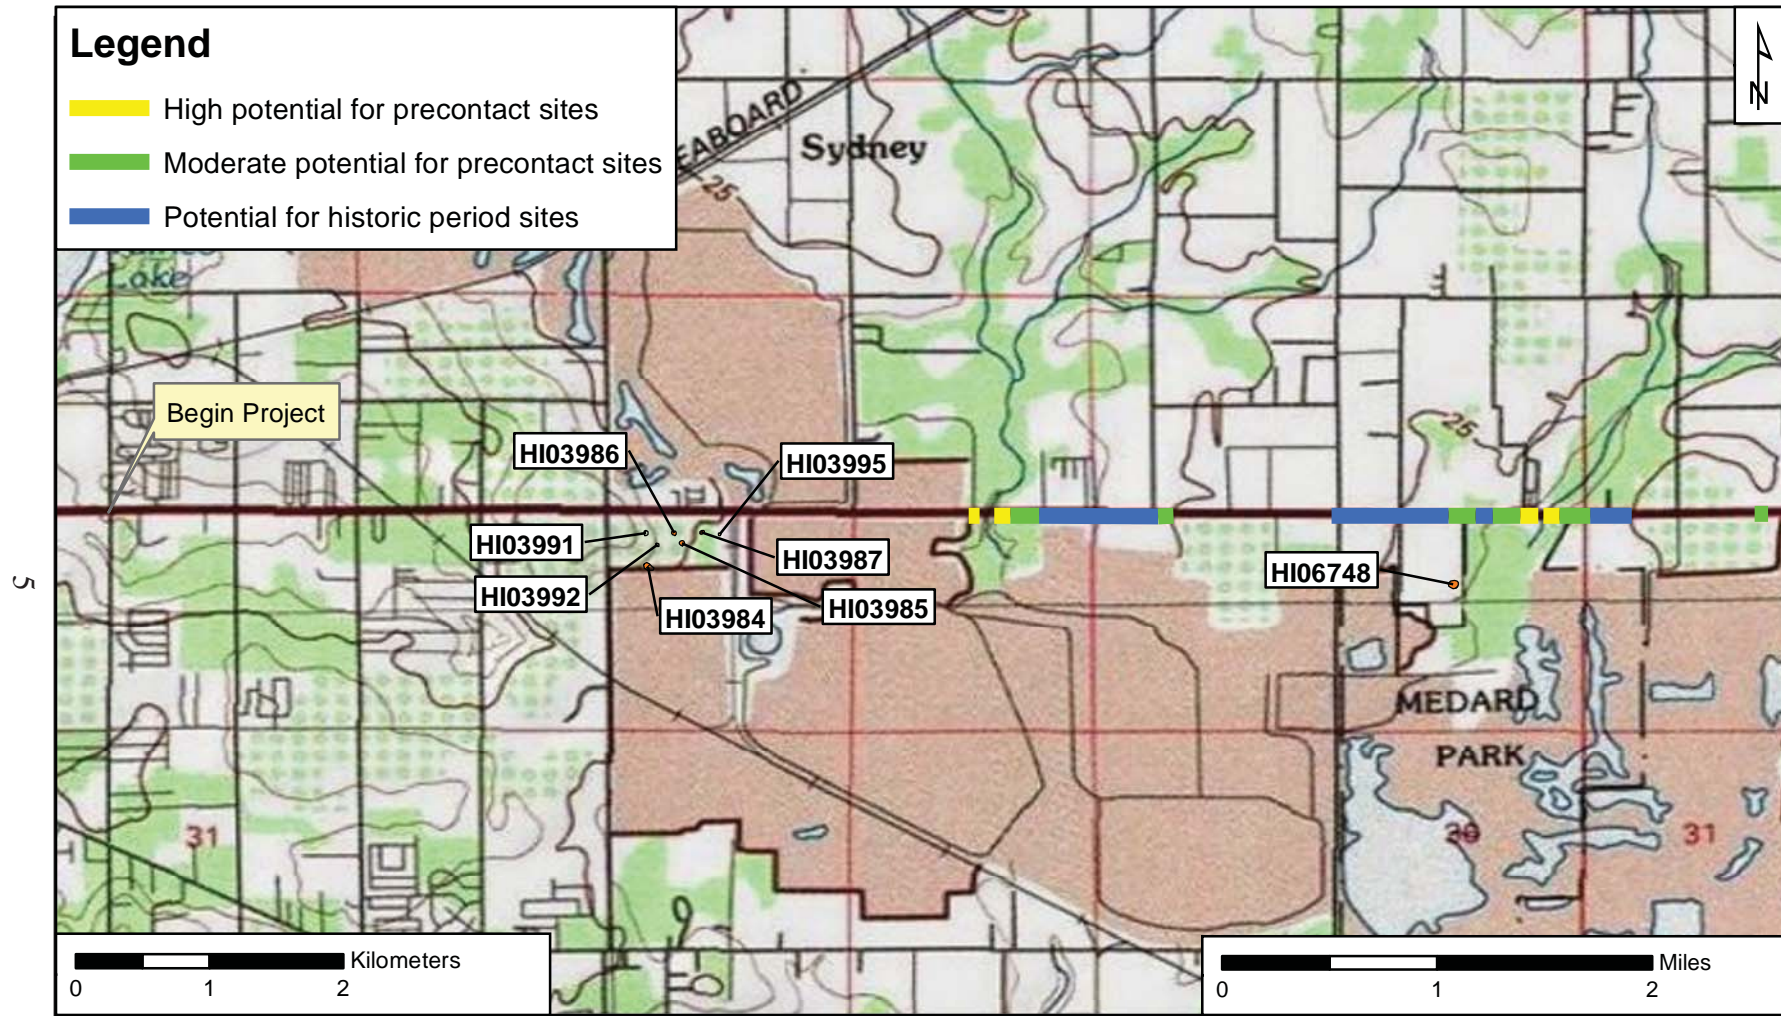 Legend
High potential for precontact sites
Moderate potential for precontact sites
Potential for historic period sites
N
EABOARD
Sydney
25
Lake
Begin Project
HI03986
HI03995
HI03991
HI03987
HI03992
HI03985
HI03984
HI06748
25
5
MEDARD
PARK
31
30
31
Kilometers
0 1 2
Miles
0 1 2